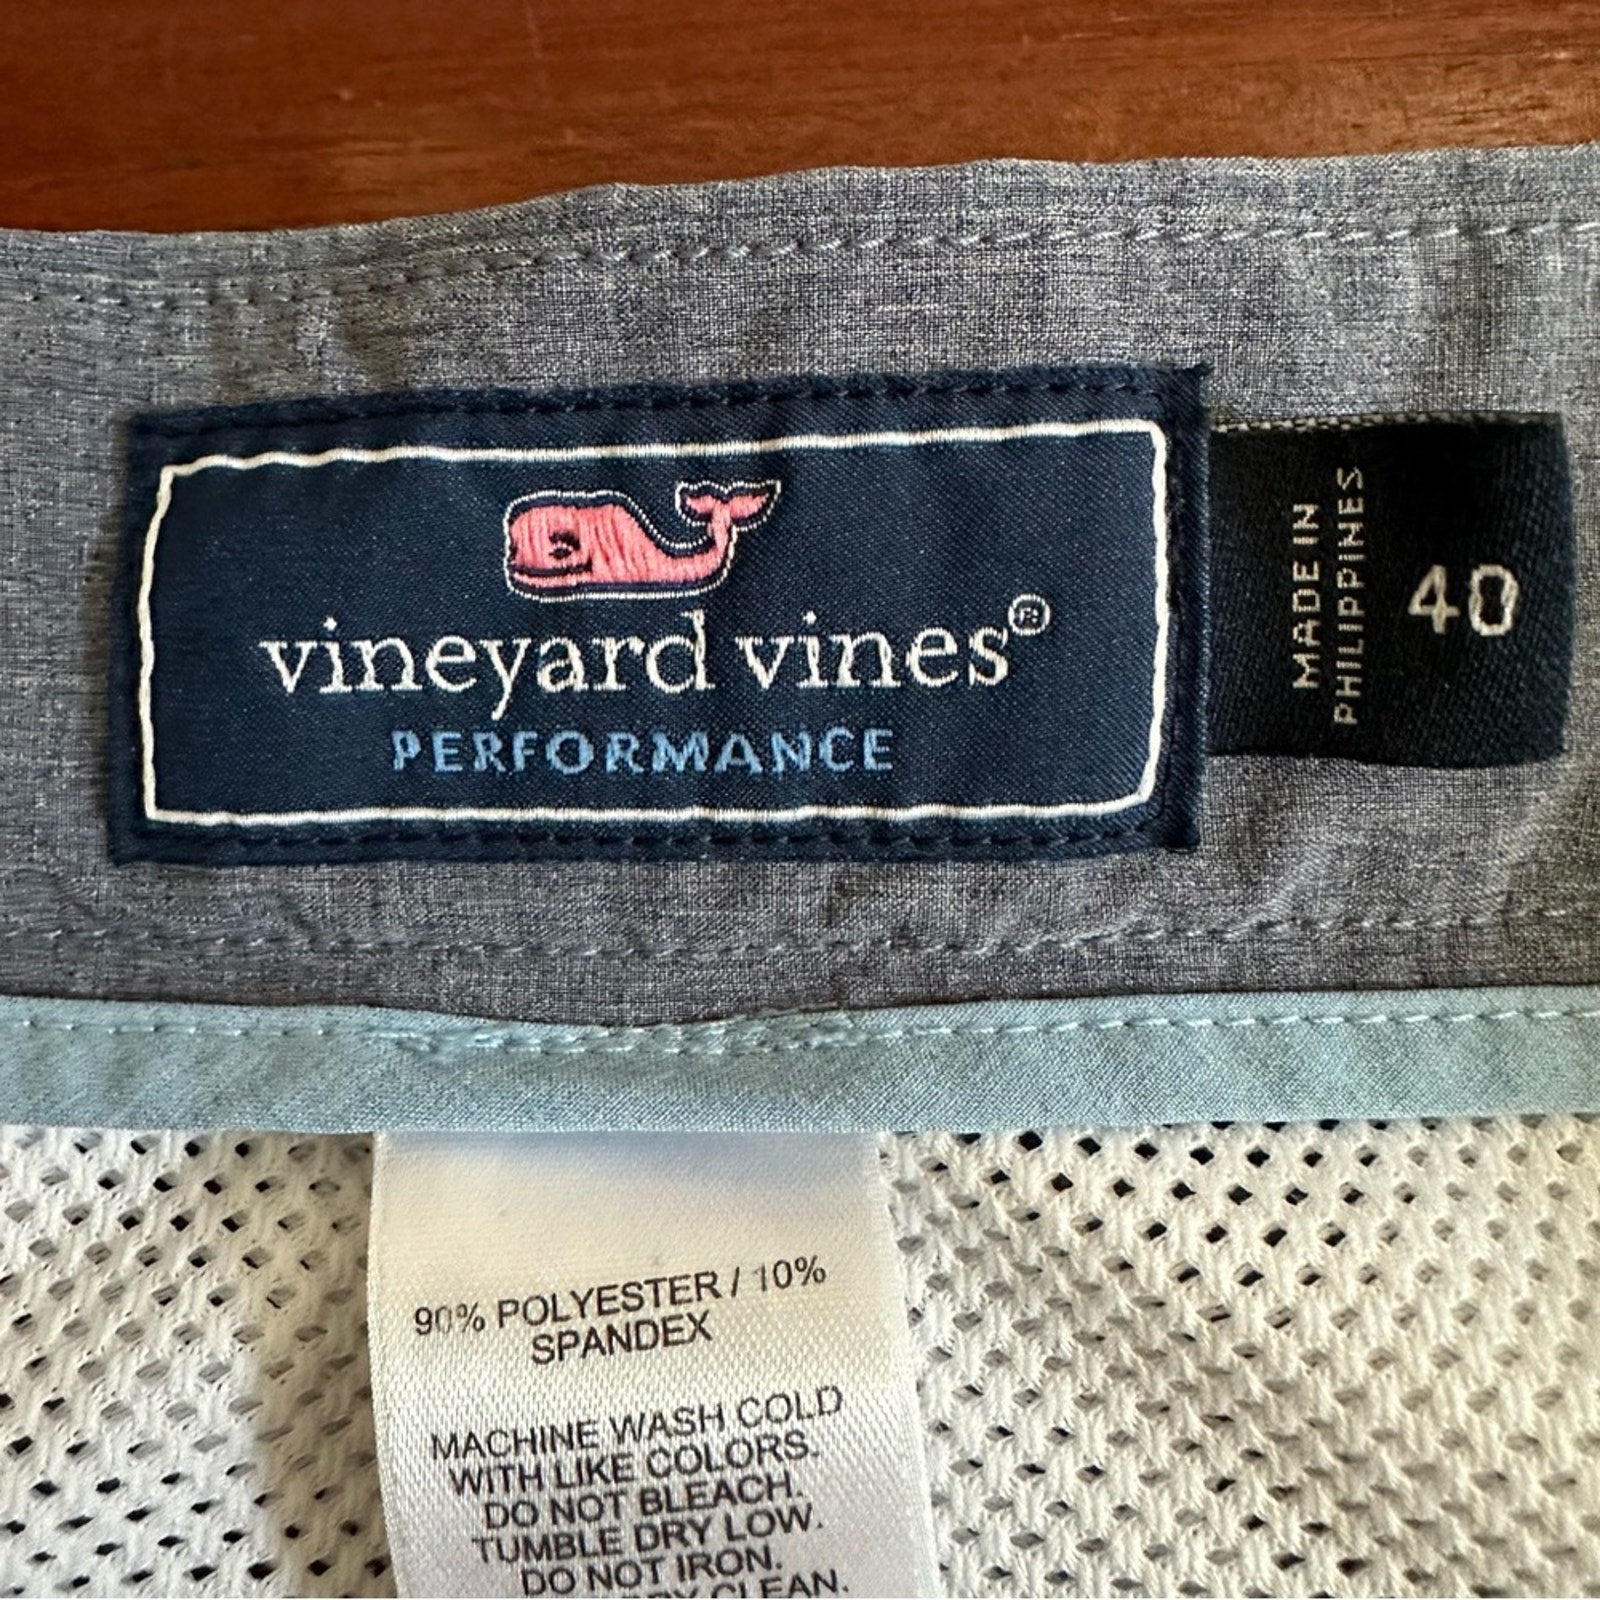 vineyard vines®
PERFORMANCE
MADE IN
PHILIPPINES
40
90% POLYESTER / 10%
SPANDEX
MACHINE WASH COLD
WITH LIKE COLORS.
DO NOT BLEACH.
TUMBLE DRY LOW.
DO NOT IRON.
CLEAN.